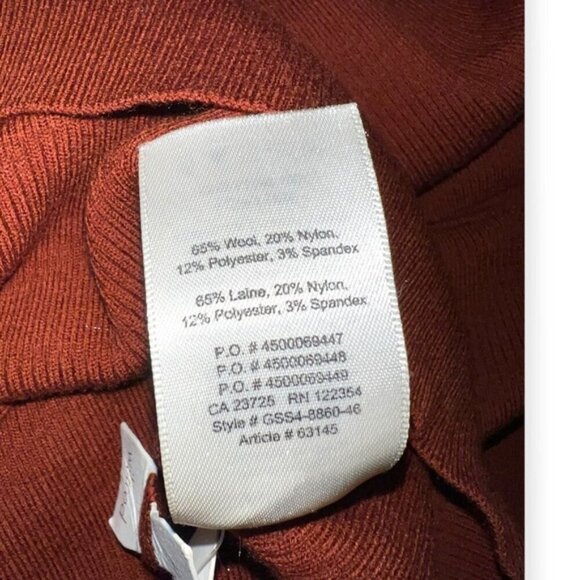 65% Wool, 20% Nylon,
12% Polyester, 3% Spandex
65% Laine, 20% Nylon,
12% Polyester, 3% Spandex
P.O. # 4500069447
P.O. # 4500069448
P.O. # 4500069449
CA 23725 RN 122354
Style # GSS4-8860-46
Article # 63145